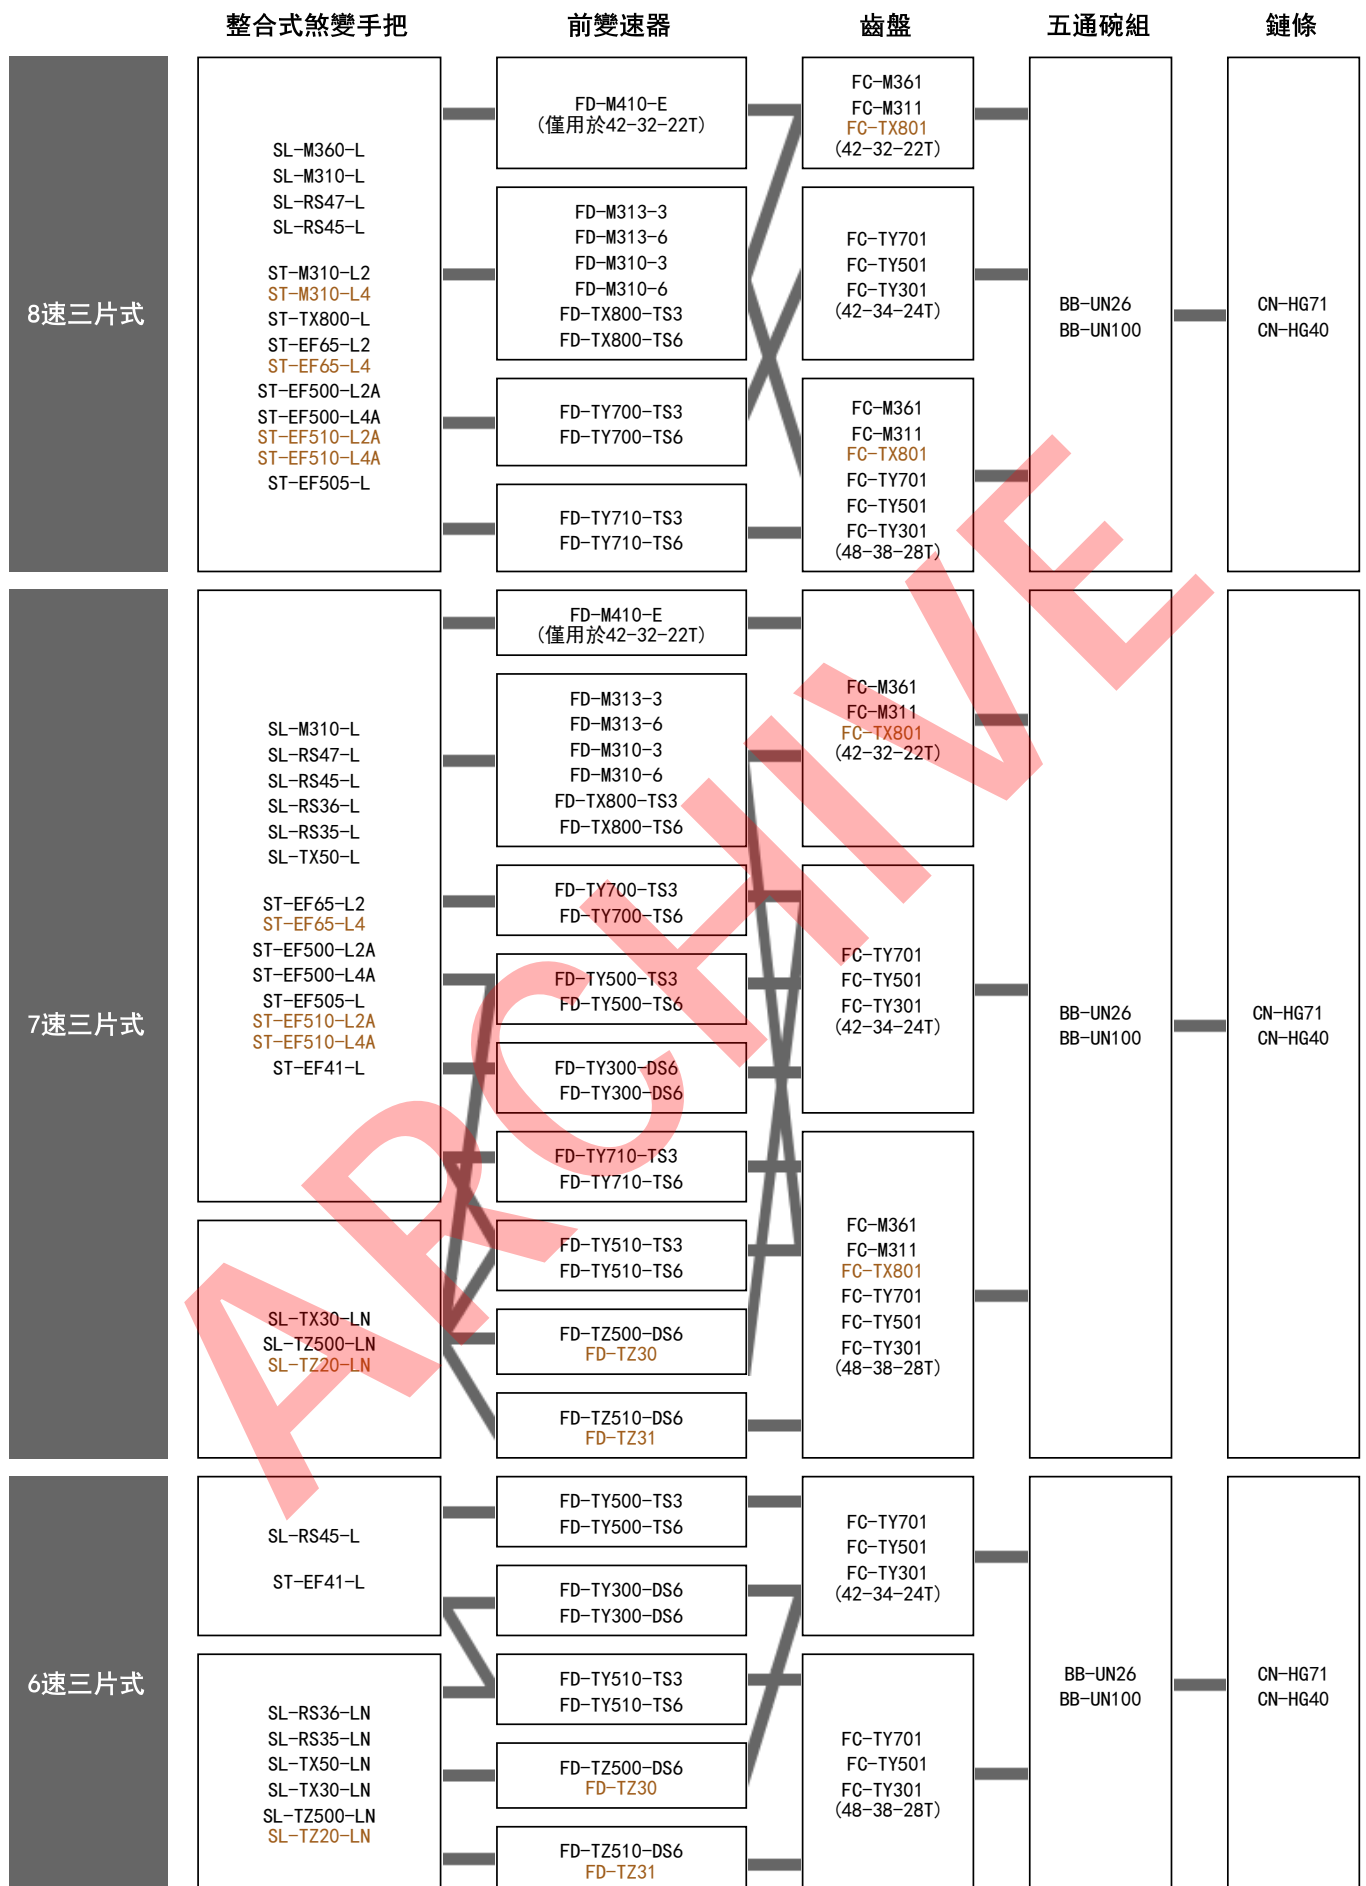 整合式煞變手把
前變速器
齒盤
五通碗組
鏈條
8速三片式
SL-M360-L
SL-M310-L
SL-RS47-L
SL-RS45-L
ST-M310-L2
ST-M310-L4
ST-TX800-L
ST-EF65-L2
ST-EF65-L4
ST-EF500-L2A
ST-EF500-L4A
ST-EF510-L2A
ST-EF510-L4A
ST-EF505-L
FD-M410-E
(僅用於42-32-22T)
FD-M313-3
FD-M313-6
FD-M310-3
FD-M310-6
FD-TX800-TS3
FD-TX800-TS6
FD-TY700-TS3
FD-TY700-TS6
FD-TY710-TS3
FD-TY710-TS6
FC-M361
FC-M311
FC-TX801
(42-32-22T)
FC-TY701
FC-TY501
FC-TY301
(42-34-24T)
FC-M361
FC-M311
FC-TX801
FC-TY701
FC-TY501
FC-TY301
(48-38-28T)
BB-UN26
BB-UN100
CN-HG71
CN-HG40
7速三片式
SL-M310-L
SL-RS47-L
SL-RS45-L
SL-RS36-L
SL-RS35-L
SL-TX50-L
ST-EF65-L2
ST-EF65-L4
ST-EF500-L2A
ST-EF500-L4A
ST-EF505-L
ST-EF510-L2A
ST-EF510-L4A
ST-EF41-L
SL-TX30-LN
SL-TZ500-LN
SL-TZ20-LN
FD-M410-E
(僅用於42-32-22T)
FD-M313-3
FD-M313-6
FD-M310-3
FD-M310-6
FD-TX800-TS3
FD-TX800-TS6
FD-TY700-TS3
FD-TY700-TS6
FD-TY500-TS3
FD-TY500-TS6
FD-TY300-DS6
FD-TY300-DS6
FD-TY710-TS3
FD-TY710-TS6
FD-TY510-TS3
FD-TY510-TS6
FD-TZ500-DS6
FD-TZ30
FD-TZ510-DS6
FD-TZ31
FC-M361
FC-M311
FC-TX801
(42-32-22T)
FC-TY701
FC-TY501
FC-TY301
(42-34-24T)
FC-M361
FC-M311
FC-TX801
FC-TY701
FC-TY501
FC-TY301
(48-38-28T)
BB-UN26
BB-UN100
CN-HG71
CN-HG40
6速三片式
SL-RS45-L
ST-EF41-L
SL-RS36-LN
SL-RS35-LN
SL-TX50-LN
SL-TX30-LN
SL-TZ500-LN
SL-TZ20-LN
FD-TY500-TS3
FD-TY500-TS6
FD-TY300-DS6
FD-TY300-DS6
FD-TY510-TS3
FD-TY510-TS6
FD-TZ500-DS6
FD-TZ30
FD-TZ510-DS6
FD-TZ31
FC-TY701
FC-TY501
FC-TY301
(42-34-24T)
FC-TY701
FC-TY501
FC-TY301
(48-38-28T)
BB-UN26
BB-UN100
CN-HG71
CN-HG40
ARCHIVE